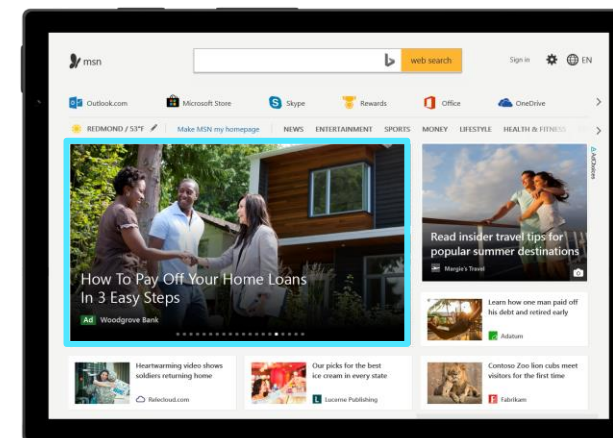 msn
web search
Sign in
EN
Outlook.com
Microsoft Store
Skype
Rewards
Office
OneDrive
REDMOND / 53°F
Make MSN my homepage
NEWS ENTERTAINMENT SPORTS MONEY LIFESTYLE HEALTH & FITNESS
AdChoices
How To Pay Off Your Home Loans
In 3 Easy Steps
Ad Woodgrove Bank
Read insider travel tips for
popular summer destinations
Margie's Travel
Learn how one man paid off
his debt and retired early
Adatum
Heartwarming video shows
soldiers returning home
Relecloud.com
Our picks for the best
ice cream in every state
L Lucerne Publishing
Contoso Zoo lion cubs meet
visitors for the first time
F Fabrikam